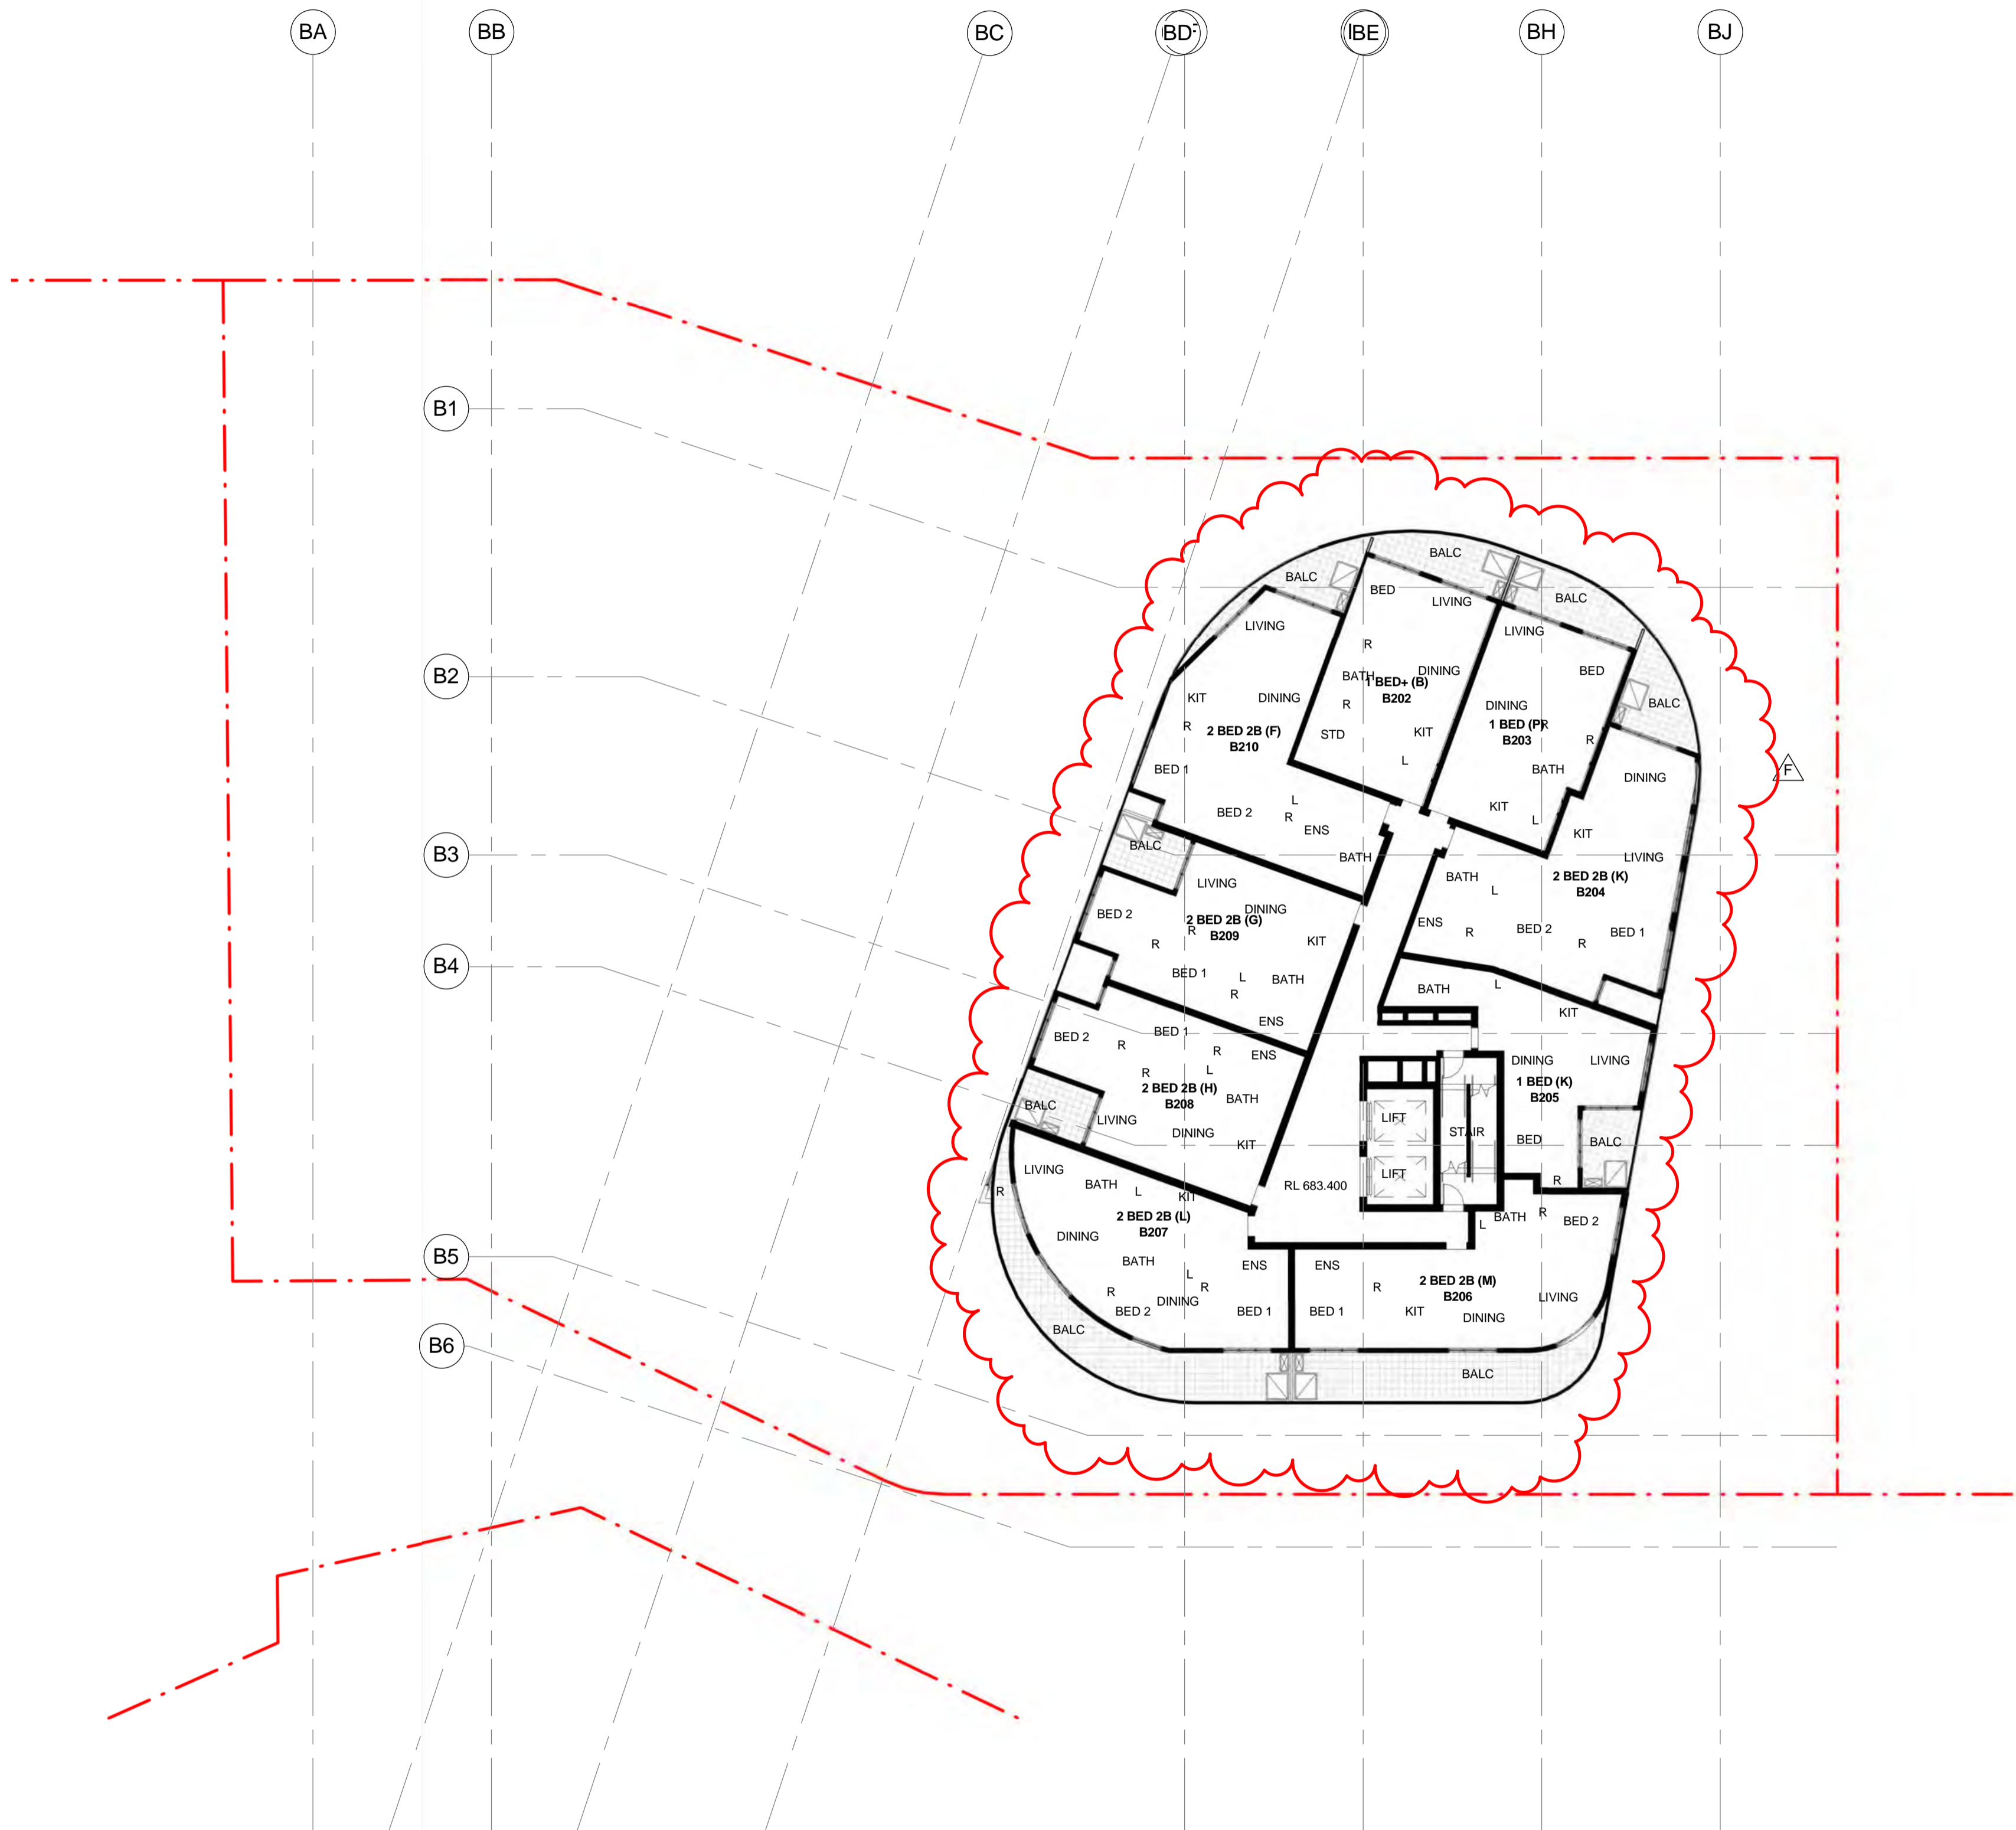 BA
BB
BC
BD
BE
BH
BJ
B1
B2
B3
B4
B5
B6
F
BALC
BALC
BED
LIVING
BALC
LIVING
LIVING
R
BATH
DINING
BED
BALC
1 BED+ (B)
B202
KIT
DINING
STD
R
KIT
L
DINING
1 BED (P)
R
B203
R
BATH
KIT
L
R
2 BED 2B (F)
B210
BED 1
BED 2
L
R
ENS
BATH
DINING
KIT
LIVING
BATH
L
2 BED 2B (K)
B204
ENS
R
BED 2
R
BED 1
BALC
LIVING
BED 2
DINING
2 BED 2B (G)
R
B209
R
KIT
BED 1
L
R
BATH
ENS
BATH
L
KIT
BED 2
BED 1
R
R
ENS
R
L
2 BED 2B (H)
B208
BATH
BALC
LIVING
DINING
KIT
DINING
LIVING
1 BED (K)
B205
LIFT
STAIR
BED
BALC
LIFT
RL 683.400
R
LIVING
R
BATH
L
KIT
2 BED 2B (L)
B207
DINING
BATH
L
R
R
ENS
BED 2
DINING
BED 1
BALC
L
BATH
R
BED 2
ENS
R
2 BED 2B (M)
B206
LIVING
BED 1
KIT
DINING
BALC